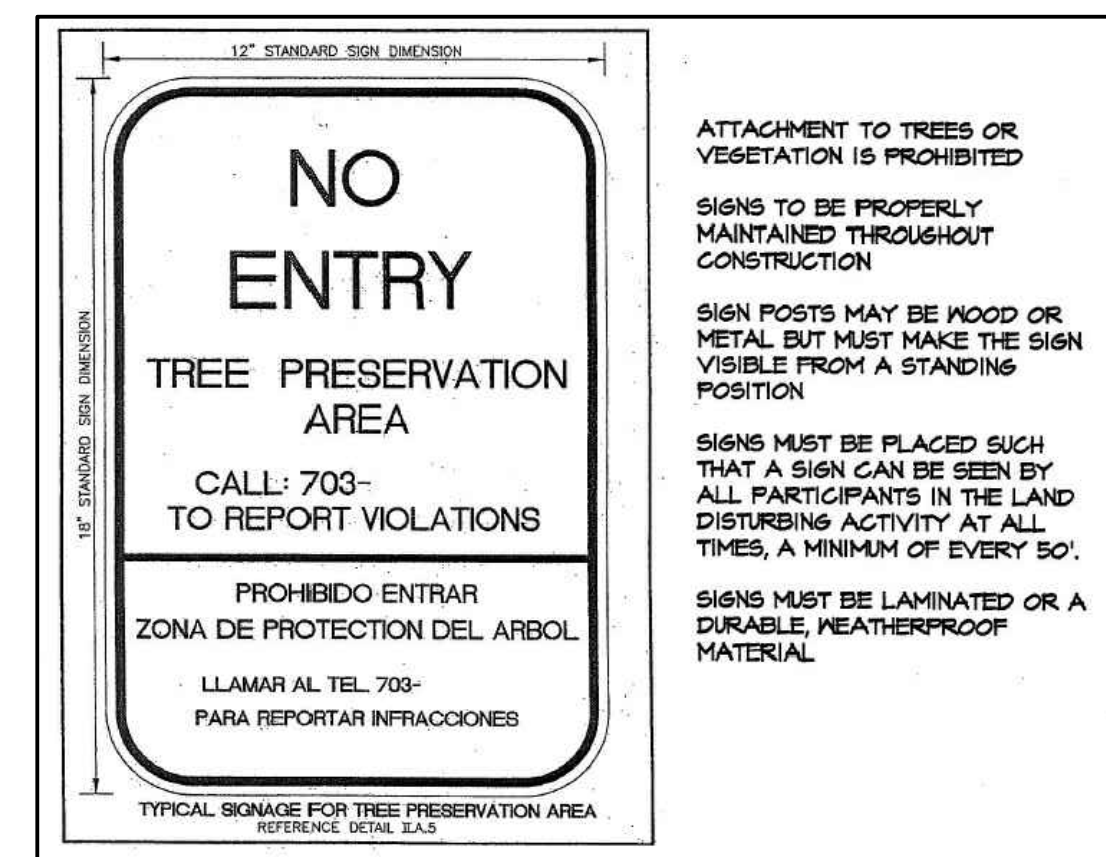 12" STANDARD SIGN DIMENSION
18" STANDARD SIGN DIMENSION
NO
ENTRY
TREE PRESERVATION
AREA
CALL: 703-
TO REPORT VIOLATIONS
PROHIBIDO ENTRAR
ZONA DE PROTECTION DEL ARBOL
LLAMAR AL TEL 703-
PARA REPORTAR INFRACCIONES
TYPICAL SIGNAGE FOR TREE PRESERVATION AREA
REFERENCE DETAIL II.A.5
ATTACHMENT TO TREES OR
VEGETATION IS PROHIBITED
SIGNS TO BE PROPERLY
MAINTAINED THROUGHOUT
CONSTRUCTION
SIGN POSTS MAY BE WOOD OR
METAL BUT MUST MAKE THE SIGN
VISIBLE FROM A STANDING
POSITION
SIGNS MUST BE PLACED SUCH
THAT A SIGN CAN BE SEEN BY
ALL PARTICIPANTS IN THE LAND
DISTURBING ACTIVITY AT ALL
TIMES, A MINIMUM OF EVERY 50'.
SIGNS MUST BE LAMINATED OR A
DURABLE, WEATHERPROOF
MATERIAL